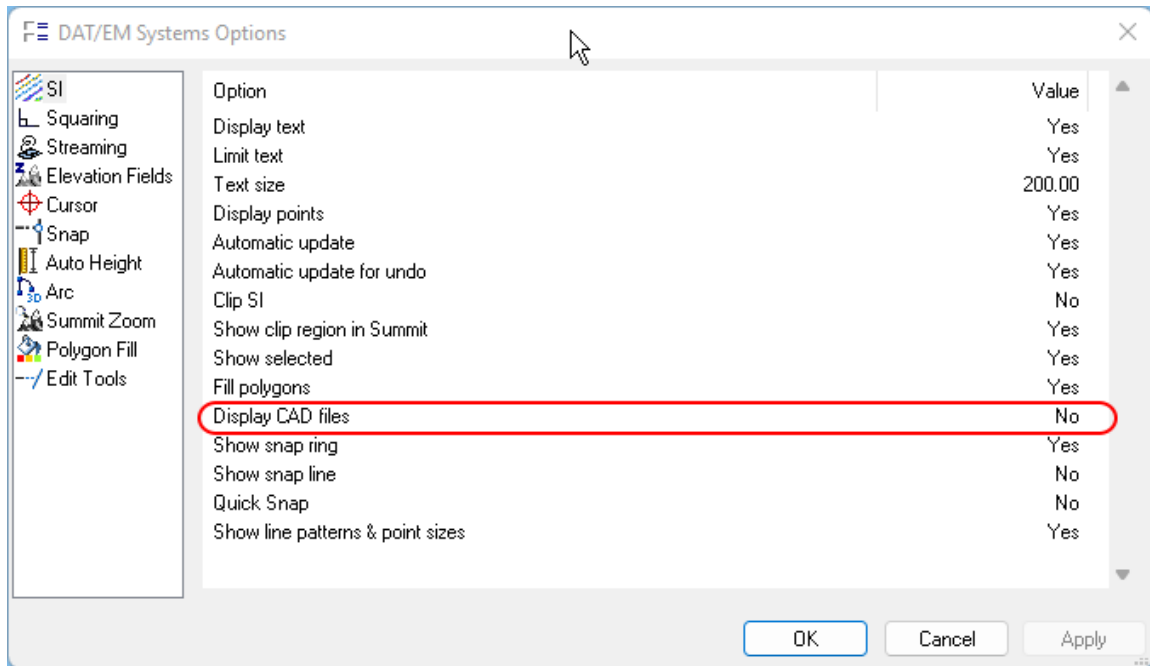 DAT/EM Systems Options
SI
Squaring
Streaming
Elevation Fields
Cursor
Snap
Auto Height
Arc
Summit Zoom
Polygon Fill
Edit Tools
Option Value
Display text Yes
Limit text Yes
Text size 200.00
Display points Yes
Automatic update Yes
Automatic update for undo Yes
Clip SI No
Show clip region in Summit Yes
Show selected Yes
Fill polygons Yes
Display CAD files No
Show snap ring Yes
Show snap line No
Quick Snap No
Show line patterns & point sizes Yes
OK Cancel Apply